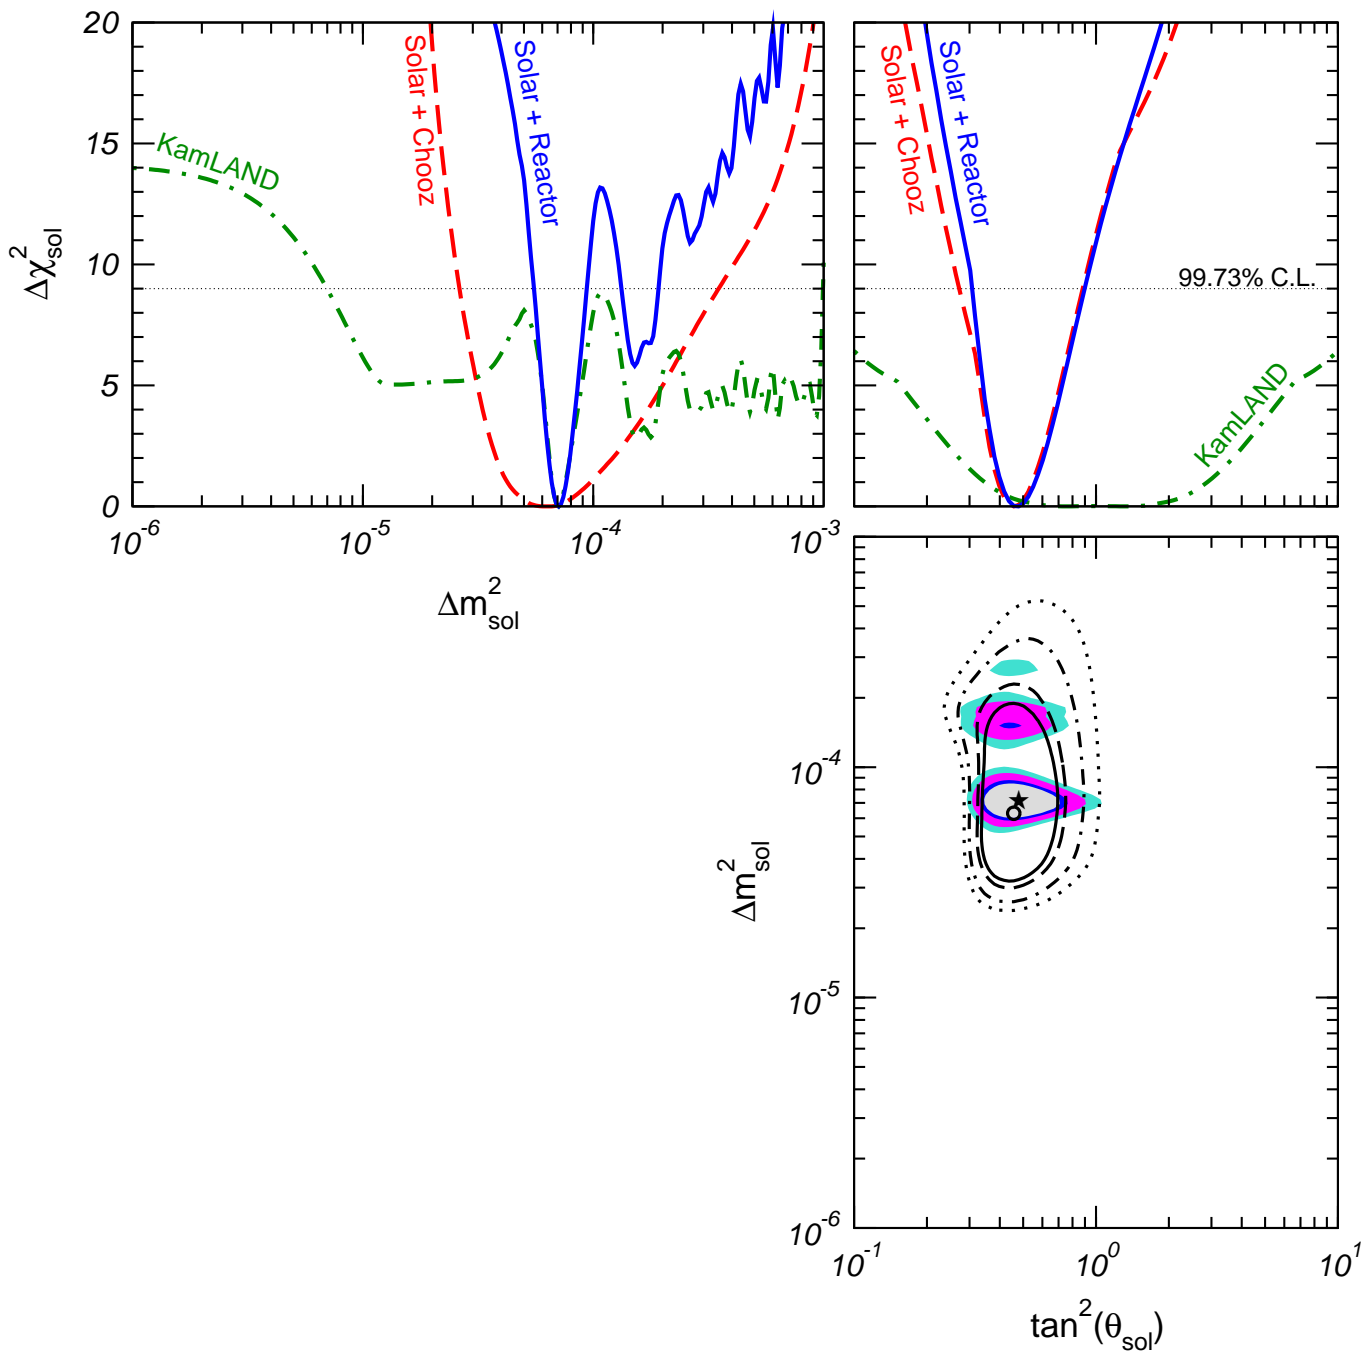 20
15
10
5
0
Δχ²sol
KamLAND
Solar + Chooz
Solar + Reactor
10⁻⁶
10⁻⁵
10⁻⁴
10⁻³
Δm²sol
Solar + Chooz
Solar + Reactor
99.73% C.L.
KamLAND
10⁻⁴
10⁻⁵
10⁻⁶
Δm²sol
10⁻¹
10⁰
10¹
tan²(θsol)